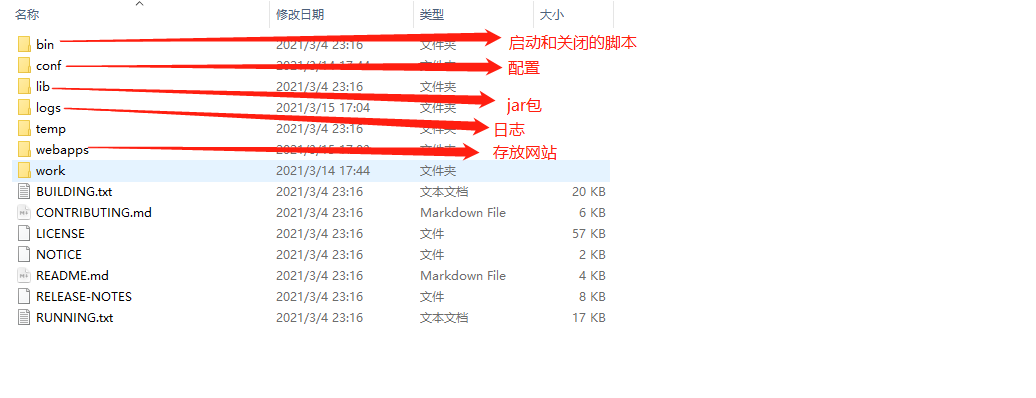 名称 修改日期 类型 大小
bin 2021/3/4 23:16 文件夹 启动和关闭的脚本
conf 2021/3/14 17:44 文件夹 配置
lib 2021/3/4 23:16 文件夹 jar包
logs 2021/3/15 17:04 文件夹 日志
temp 2021/3/4 23:16 文件夹
webapps 2021/3/15 17:03 文件夹 存放网站
work 2021/3/14 17:44 文件夹
BUILDING.txt 2021/3/4 23:16 文本文档 20 KB
CONTRIBUTING.md 2021/3/4 23:16 Markdown File 6 KB
LICENSE 2021/3/4 23:16 文件 57 KB
NOTICE 2021/3/4 23:16 文件 2 KB
README.md 2021/3/4 23:16 Markdown File 4 KB
RELEASE-NOTES 2021/3/4 23:16 文件 8 KB
RUNNING.txt 2021/3/4 23:16 文本文档 17 KB